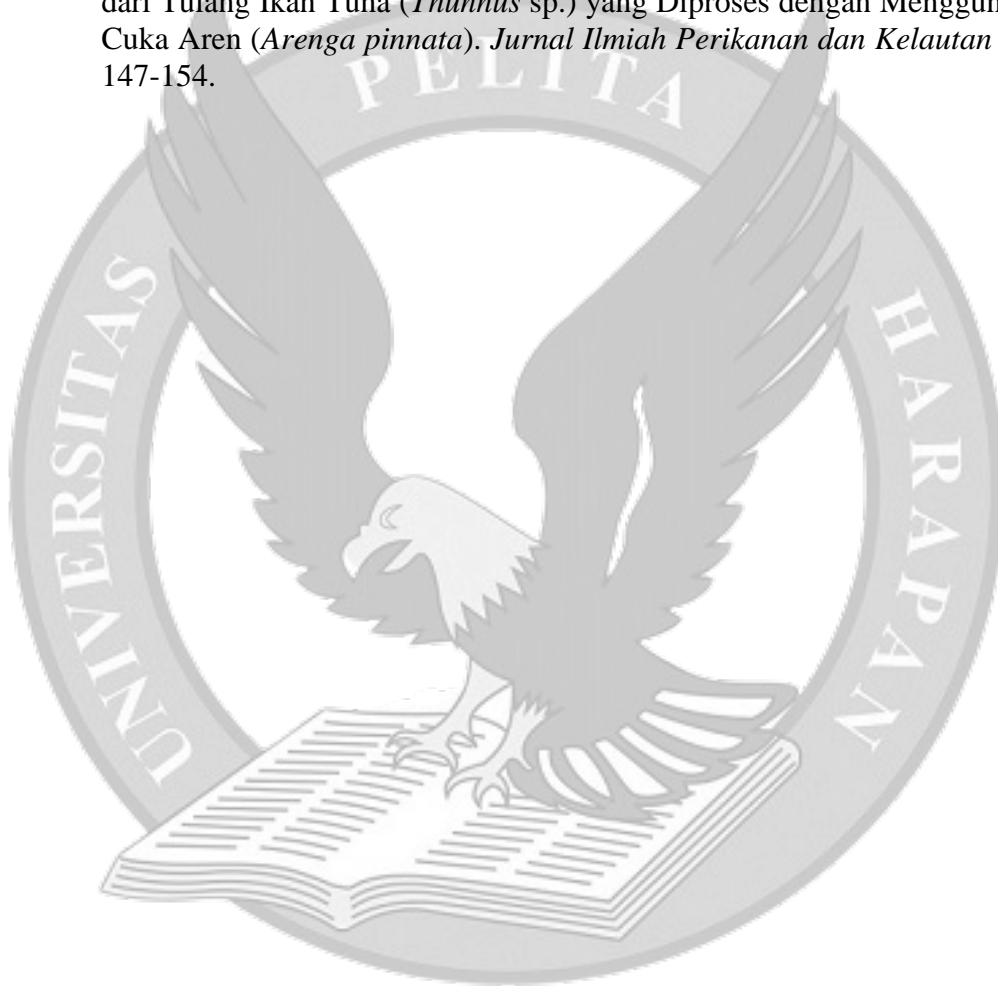 dari Tulang Ikan Tuna (Thunnus sp.) yang Diproses dengan
Cuka Aren (Arenga pinnata). Jurnal Ilmiah Perikanan dan Kelautan
147-154.
UNIVERSITAS PELITA HARAPAN